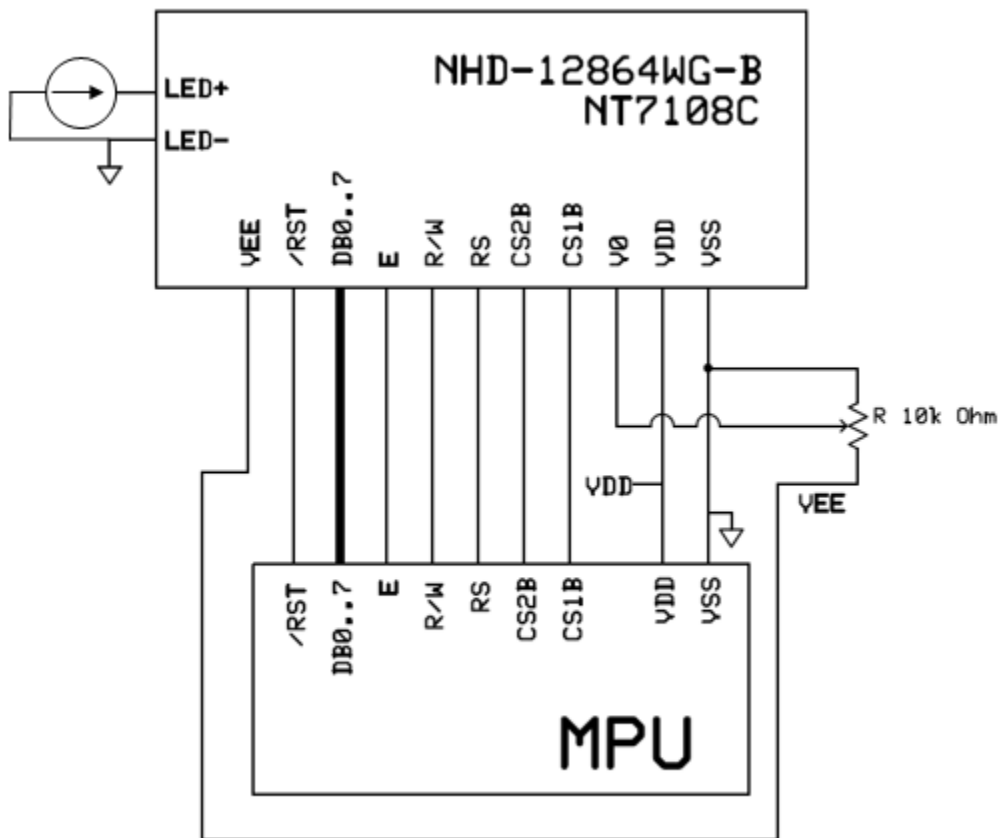 NHD-12864WG-B
NT7108C
LED+
LED-
VEE
/RST
DB0..7
E
R/W
RS
CS2B
CS1B
V0
VDD
VSS
R 10k Ohm
VDD
VEE
/RST
DB0..7
E
R/W
RS
CS2B
CS1B
VDD
VSS
MPU